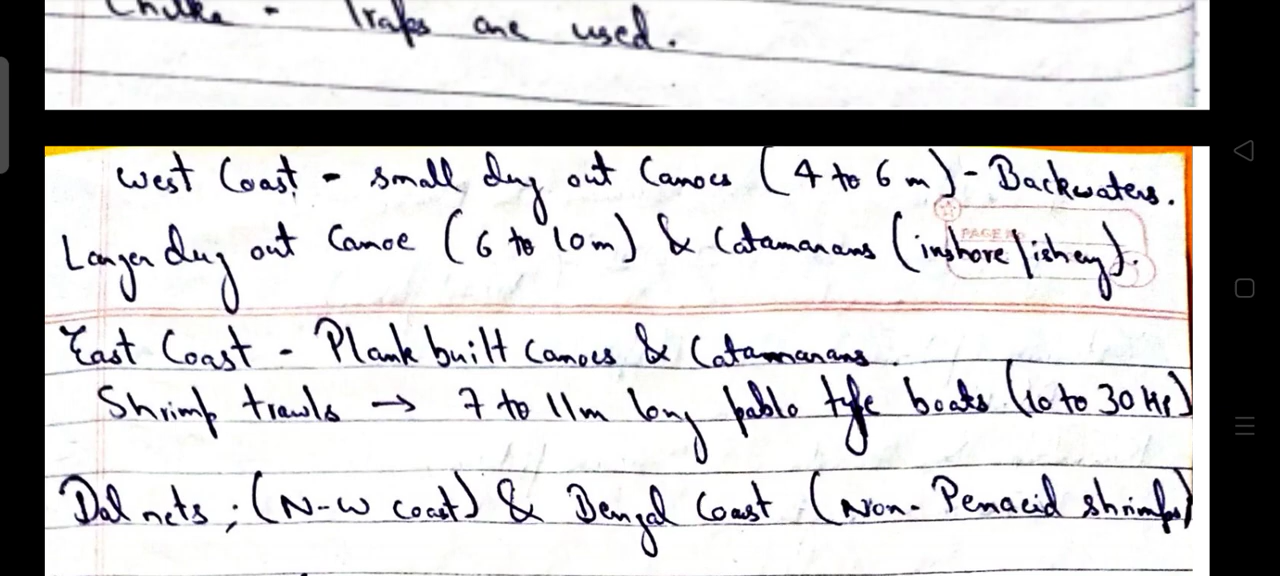 Chilka - Traps are used.
West Coast - small dug out Canoes (4 to 6 m) - Backwaters.
PAGE
Larger dug out Canoe (6 to 10m) & Catamarans (inshore fishery).
East Coast - Plank built canoes & Catamarans
Shrimp trawls → 7 to 11m long pablo type boats (10 to 30 HP)
Dol nets ; (N-W coast) & Bengal Coast (Non-Penaeid shrimps)